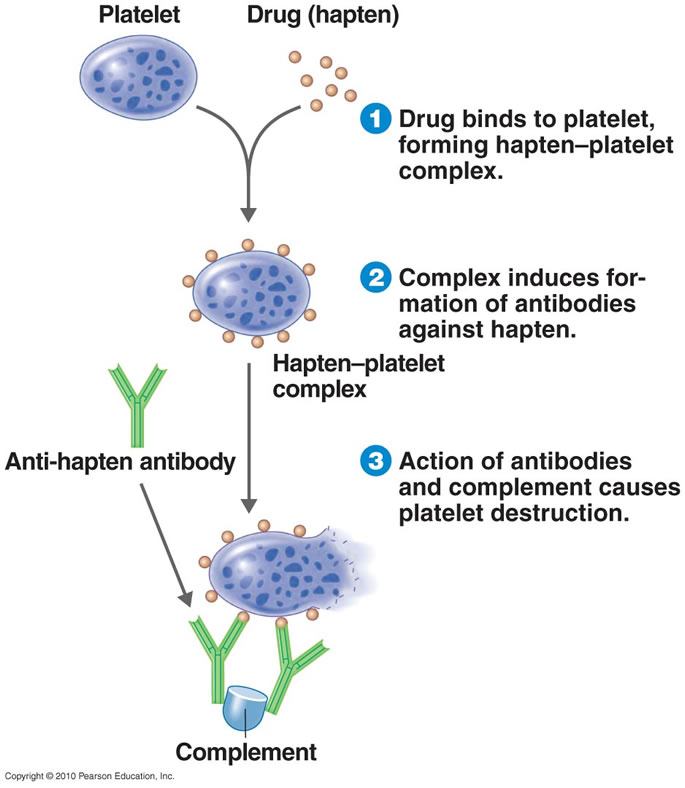 Platelet
Drug (hapten)
1 Drug binds to platelet,
forming hapten–platelet
complex.
2 Complex induces for-
mation of antibodies
against hapten.
Hapten–platelet
complex
Anti-hapten antibody
3 Action of antibodies
and complement causes
platelet destruction.
Complement
Copyright © 2010 Pearson Education, Inc.